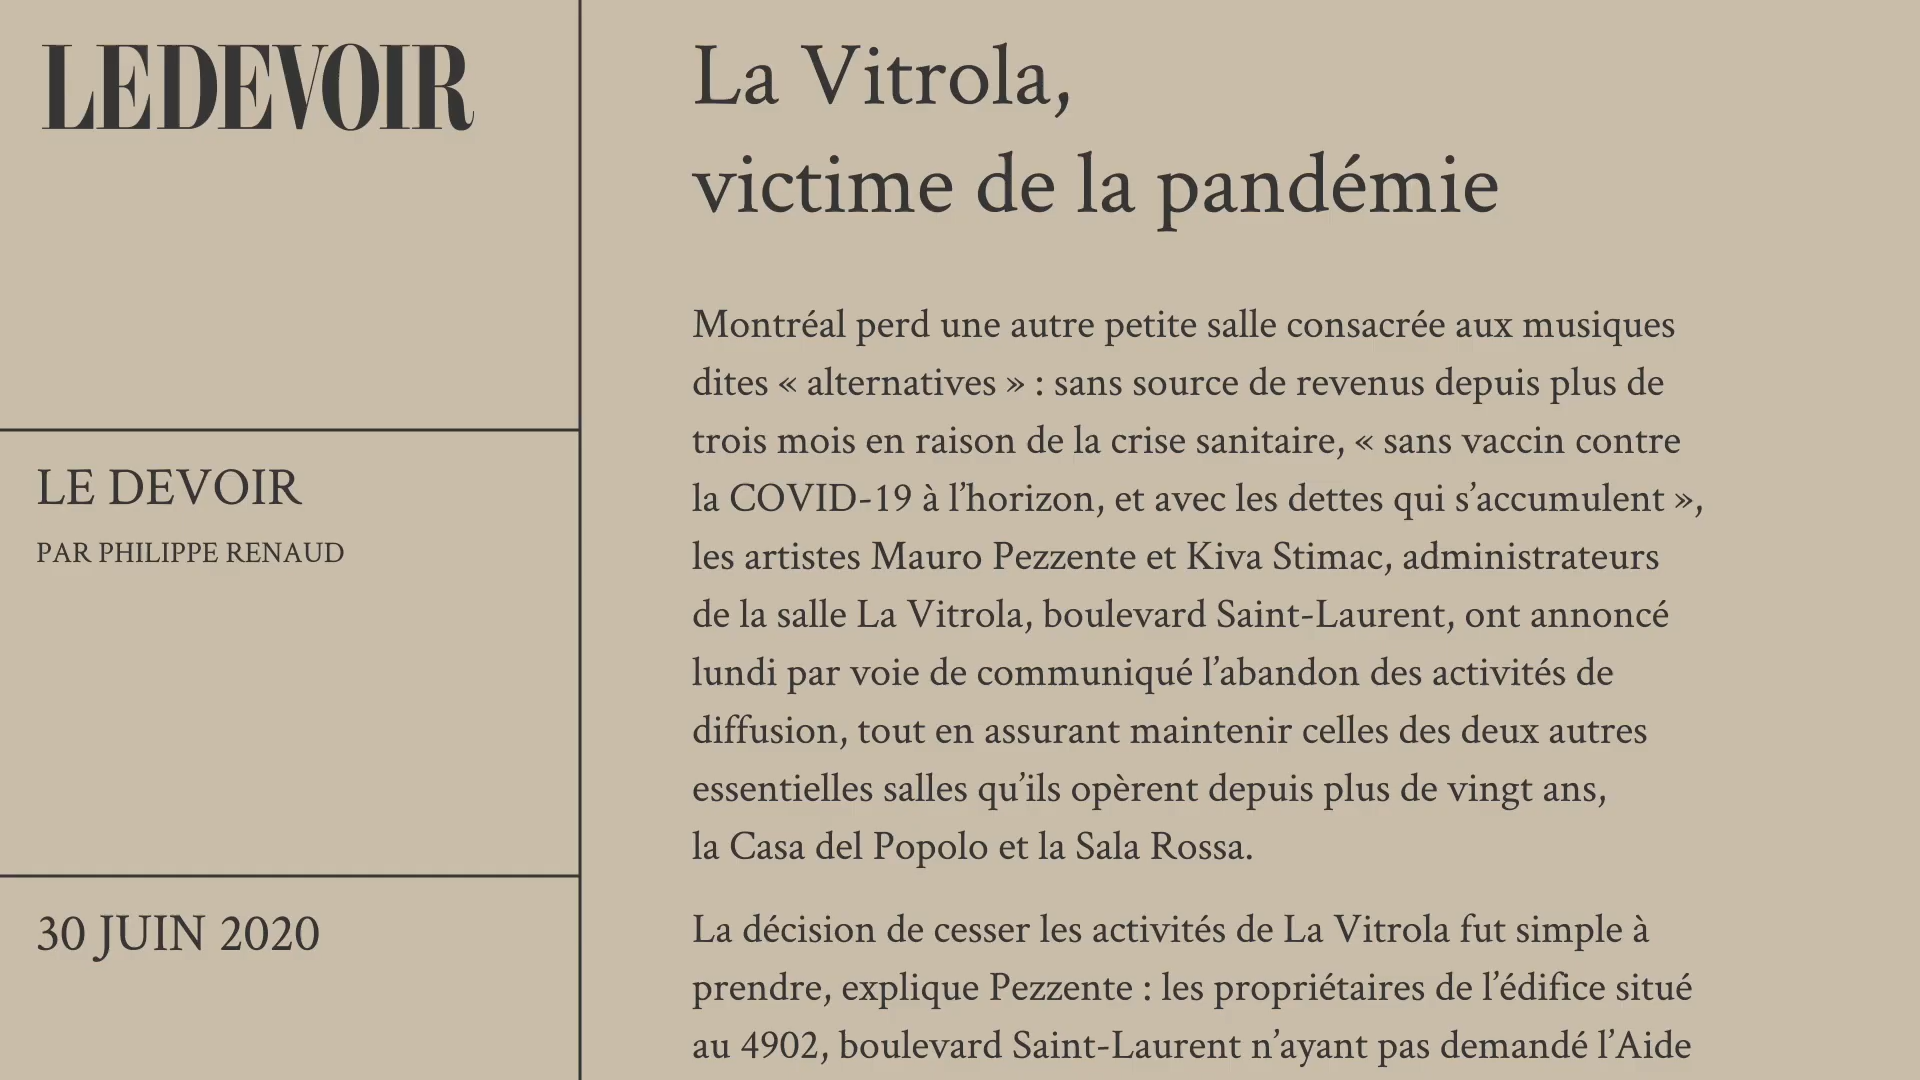 LE DEVOIR
LE DEVOIR
PAR PHILIPPE RENAUD
30 JUIN 2020
La Vitrola,
victime de la pandémie
Montréal perd une autre petite salle consacrée aux musiques
dites « alternatives » : sans source de revenus depuis plus de
trois mois en raison de la crise sanitaire, « sans vaccin contre
la COVID-19 à l’horizon, et avec les dettes qui s’accumulent »,
les artistes Mauro Pezzente et Kiva Stimac, administrateurs
de la salle La Vitrola, boulevard Saint-Laurent, ont annoncé
lundi par voie de communiqué l’abandon des activités de
diffusion, tout en assurant maintenir celles des deux autres
essentielles salles qu’ils opèrent depuis plus de vingt ans,
la Casa del Popolo et la Sala Rossa.
La décision de cesser les activités de La Vitrola fut simple à
prendre, explique Pezzente : les propriétaires de l’édifice situé
au 4902, boulevard Saint-Laurent n’ayant pas demandé l’Aide